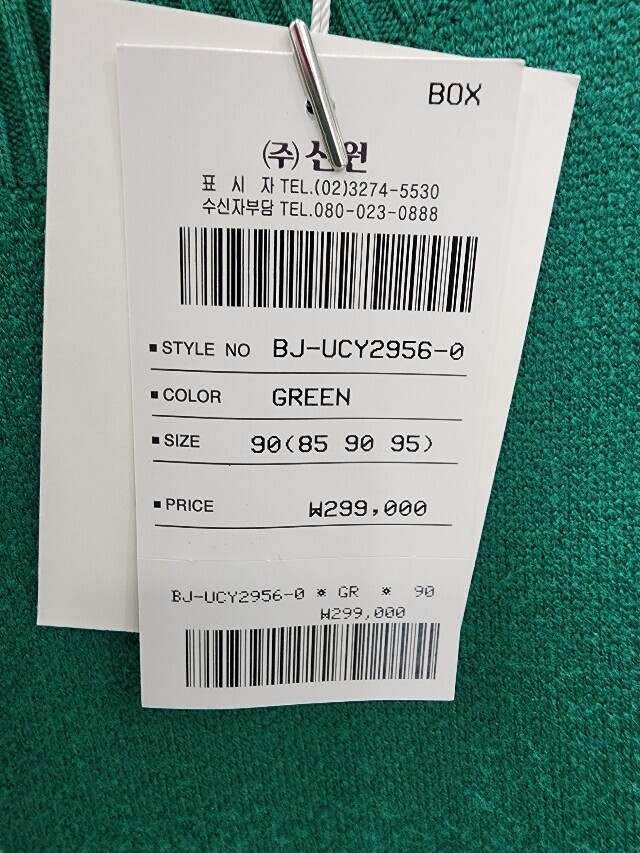 BOX
(주) 신원
표 시 자 TEL.(02)3274-5530
수신자부담 TEL.080-023-0888
■ STYLE NO BJ-UCY2956-0
■ COLOR GREEN
■ SIZE 90(85 90 95)
■ PRICE ₩299,000
BJ-UCY2956-0 * GR * 90
₩299,000